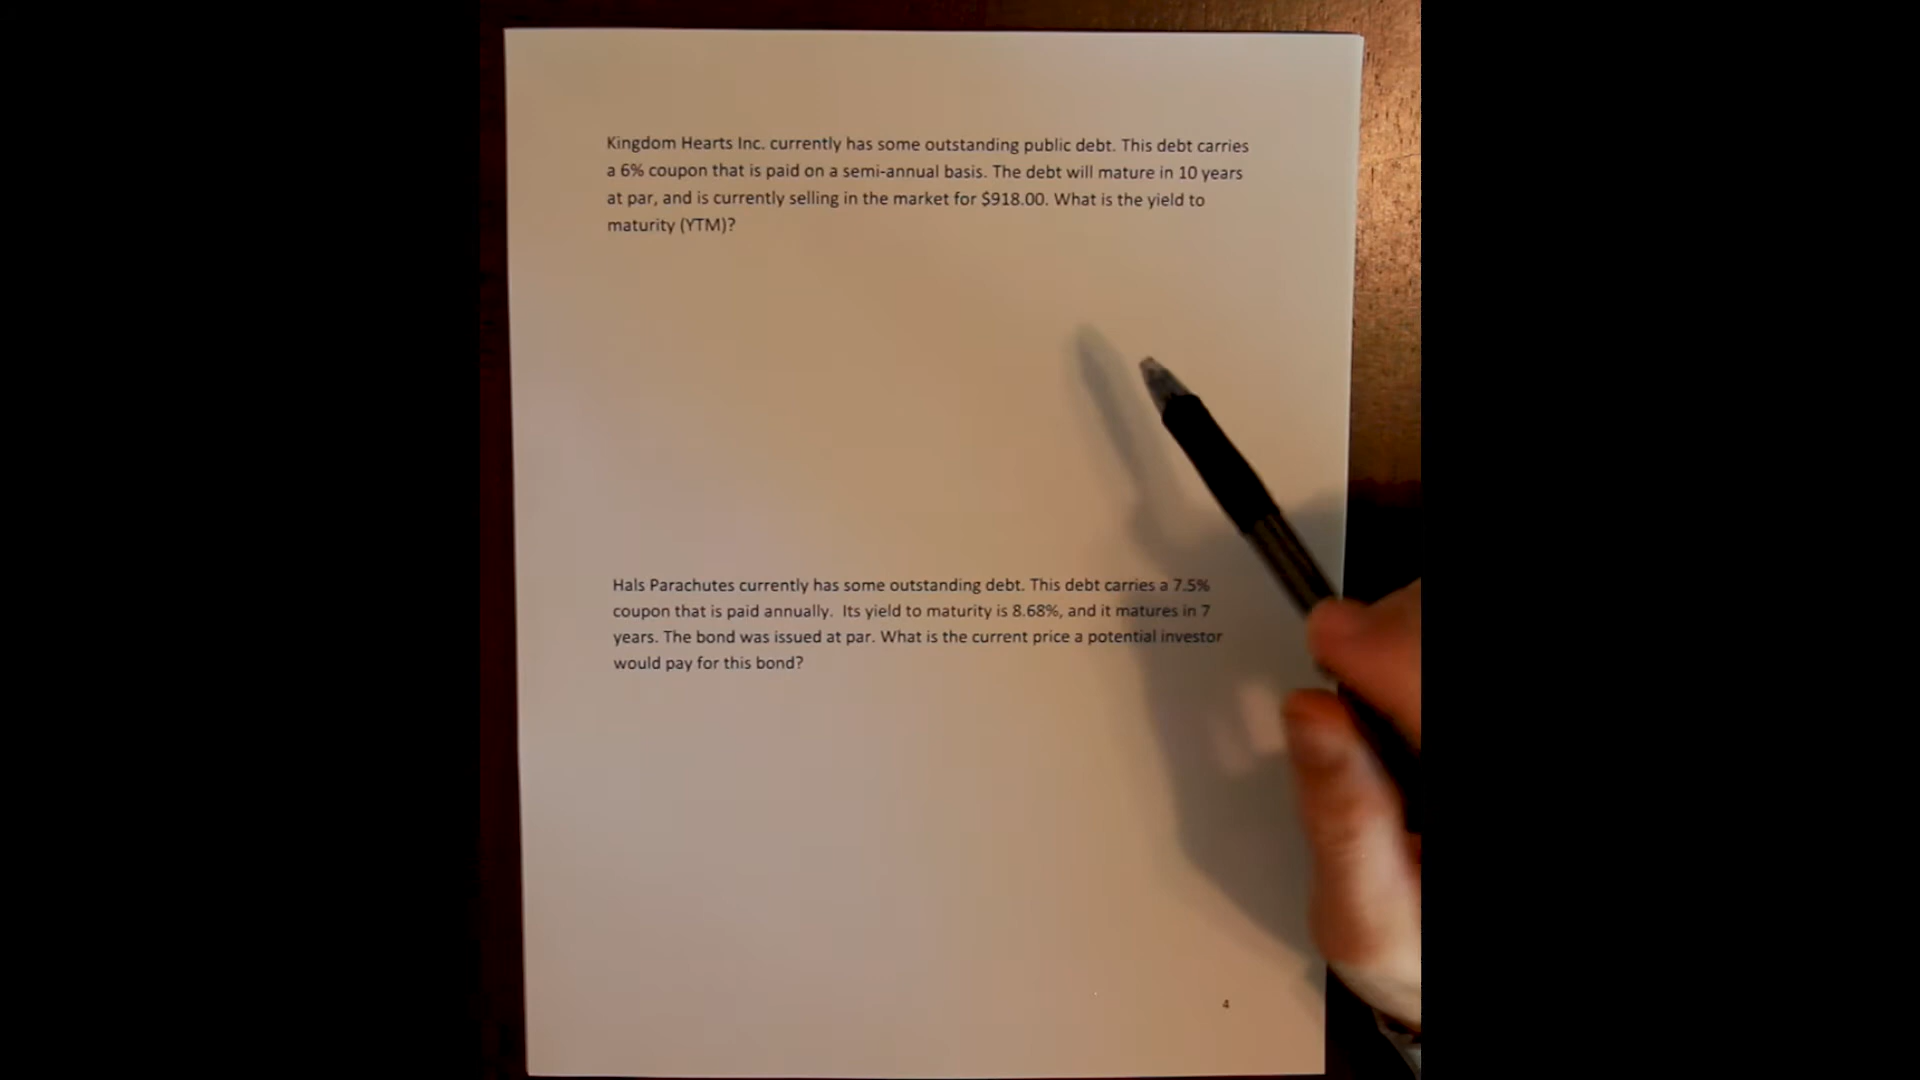 Kingdom Hearts Inc. currently has some outstanding public debt. This debt carries
a 6% coupon that is paid on a semi-annual basis. The debt will mature in 10 years
at par, and is currently selling in the market for $918.00. What is the yield to
maturity (YTM)?
Hals Parachutes currently has some outstanding debt. This debt carries a 7.5%
coupon that is paid annually.  Its yield to maturity is 8.68%, and it matures in 7
years. The bond was issued at par. What is the current price a potential investor
would pay for this bond?
4